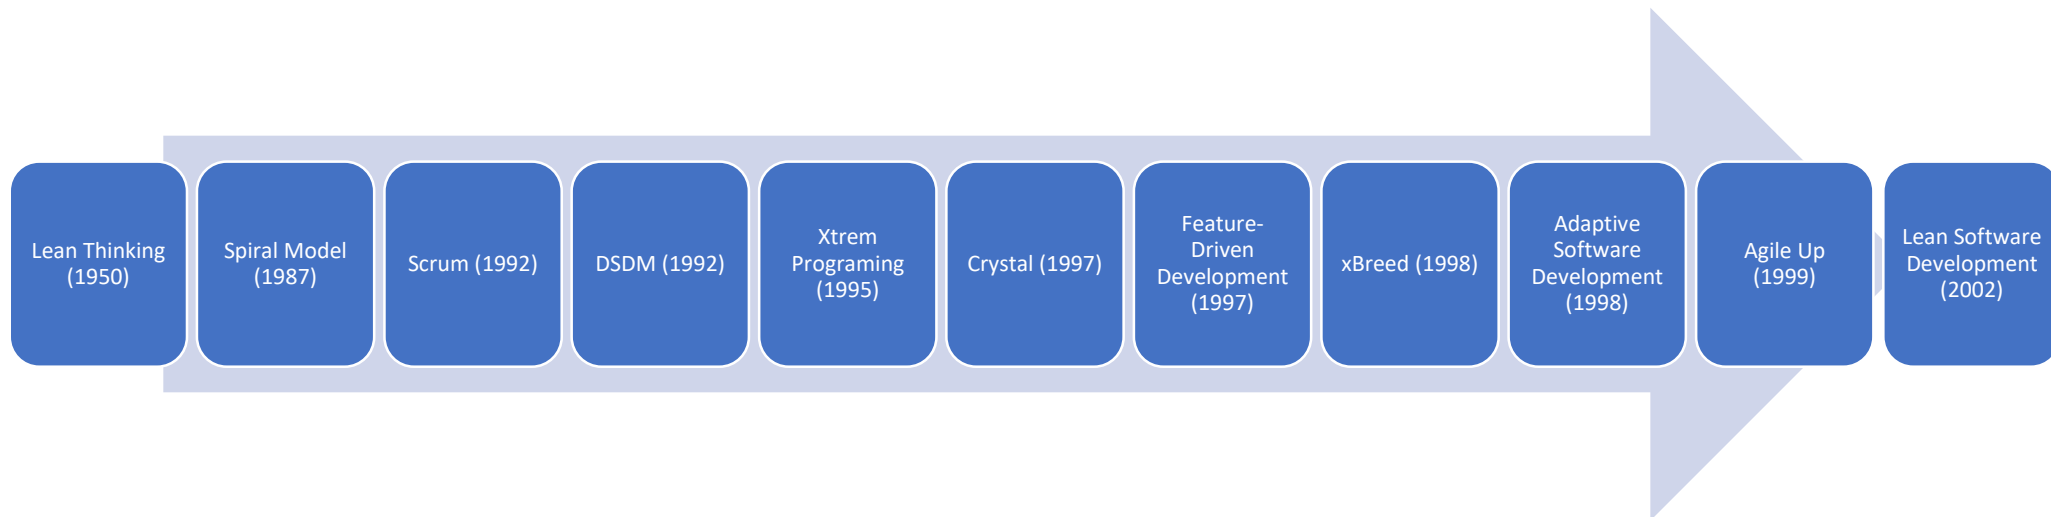 Lean Thinking
(1950)
Spiral Model
(1987)
Scrum (1992)
DSDM (1992)
Xtrem
Programing
(1995)
Crystal (1997)
Feature-
Driven
Development
(1997)
xBreed (1998)
Adaptive
Software
Development
(1998)
Agile Up
(1999)
Lean Software
Development
(2002)